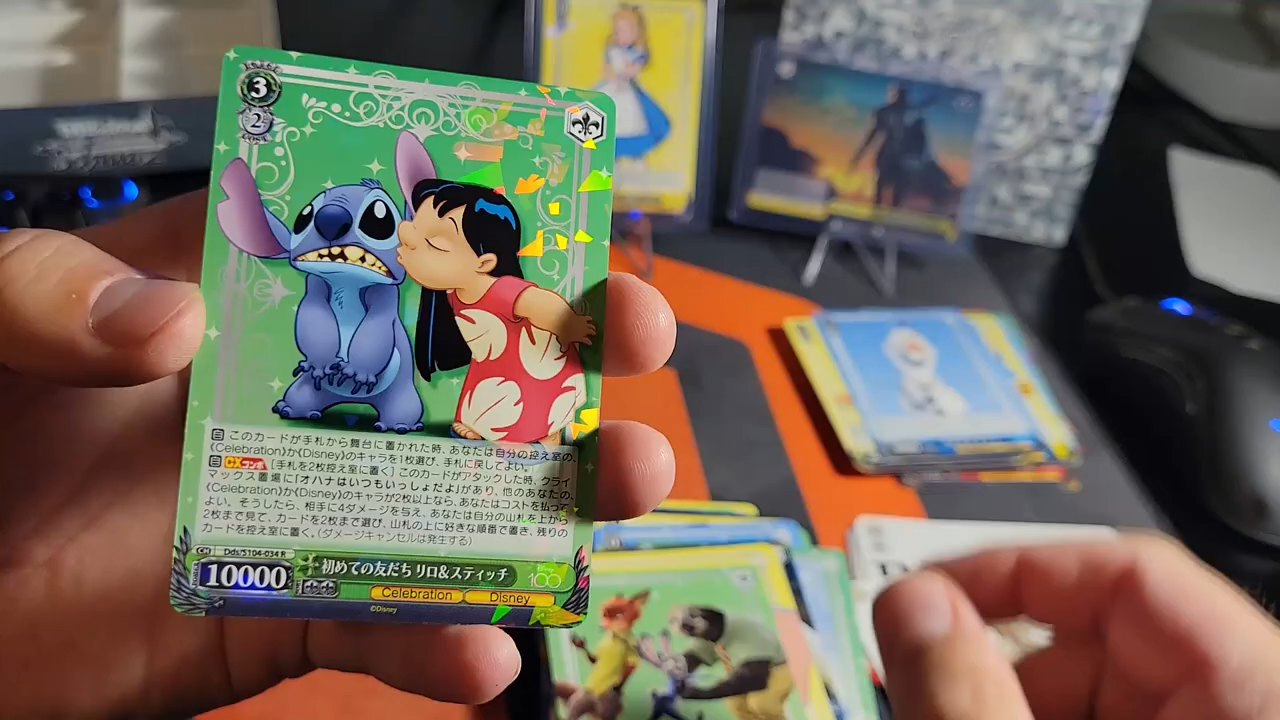 3
2
COST
このカードが手札から舞台に置かれた時、あなたは自分の控え室の、
《Celebration》か《Disney》のキャラを1枚選び、手札に戻してよい。
CXコンボ [手札を2枚控え室に置く] このカードがアタックした時、クライ
マックス置場に「オハナはいつもいっしょだよ」があり、他のあなたの、
《Celebration》か《Disney》のキャラが2枚以上なら、あなたはコストを払って
よい。そうしたら、相手に4ダメージを与え、あなたは自分の山札を上から
2枚まで見て、カードを2枚まで選び、山札の上に好きな順番で置き、残りの
カードを控え室に置く。(ダメージキャンセルは発生する)
CH Dds/S104-034 R
10000 初めての友だち リロ&スティッチ 100
Celebration Disney
©Disney